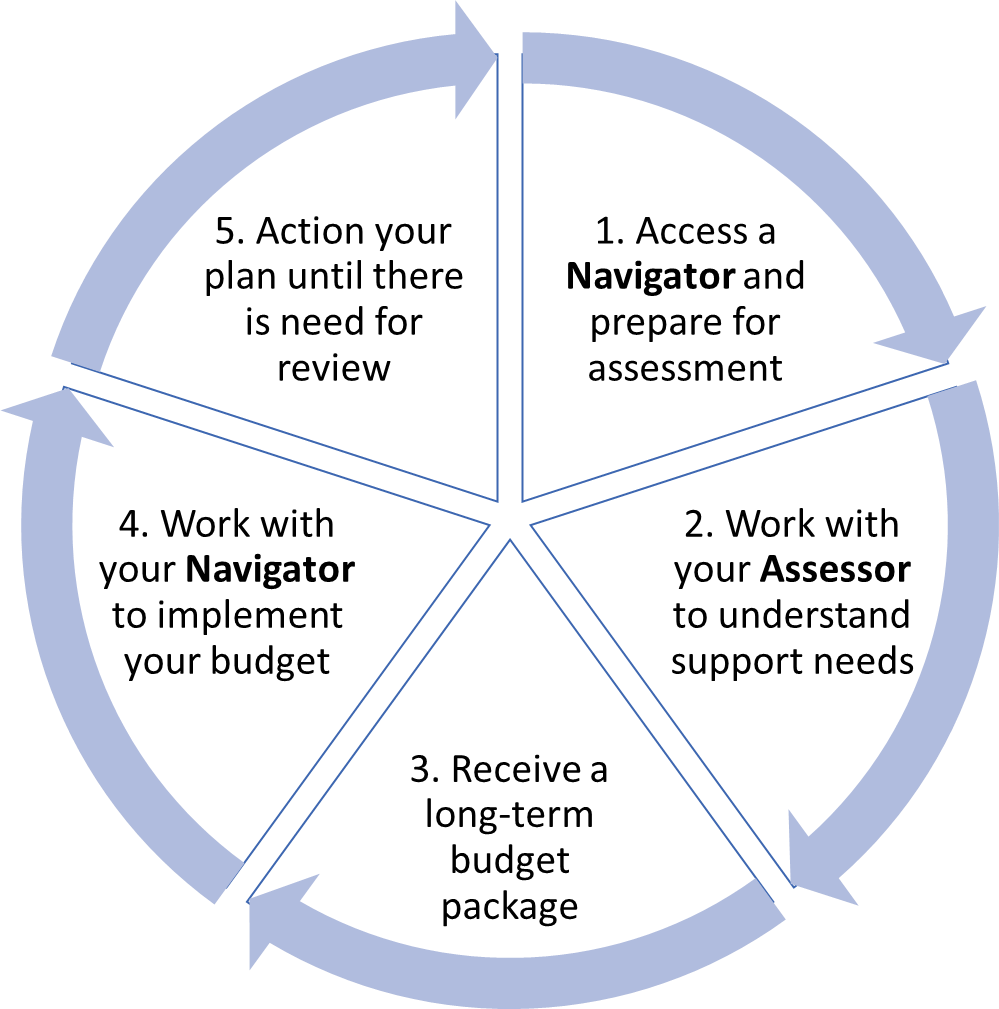 1. Access a
Navigator and
prepare for
assessment
2. Work with
your Assessor
to understand
support needs
3. Receive a
long-term
budget
package
4. Work with
your Navigator
to implement
your budget
5. Action your
plan until there
is need for
review